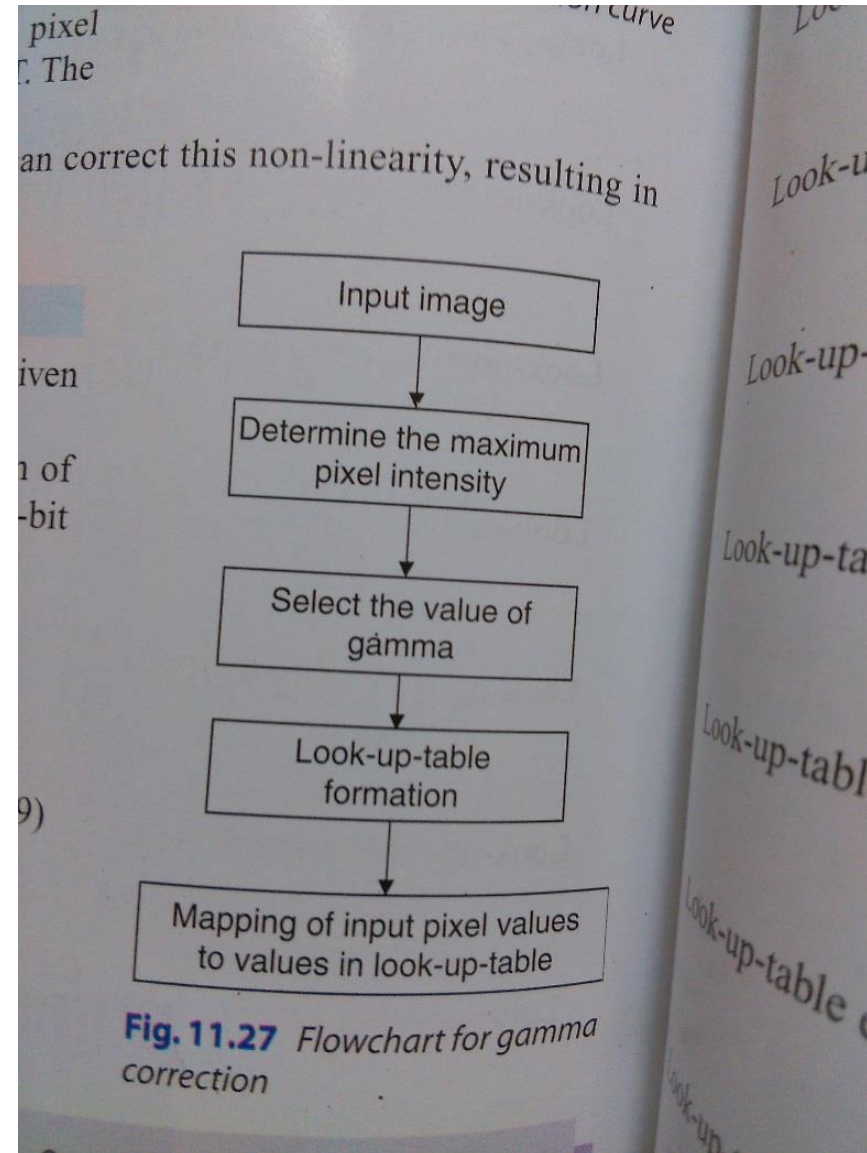 curve
pixel
The
an correct this non-linearity, resulting in
Input image
Determine the maximum
pixel intensity
Select the value of
gamma
Look-up-table
formation
Mapping of input pixel values
to values in look-up-table
Fig. 11.27 Flowchart for gamma
correction
iven
of
-bit
9)
Look-u
Look-up-
Look-up-ta
Look-up-tabl
Look-up-table